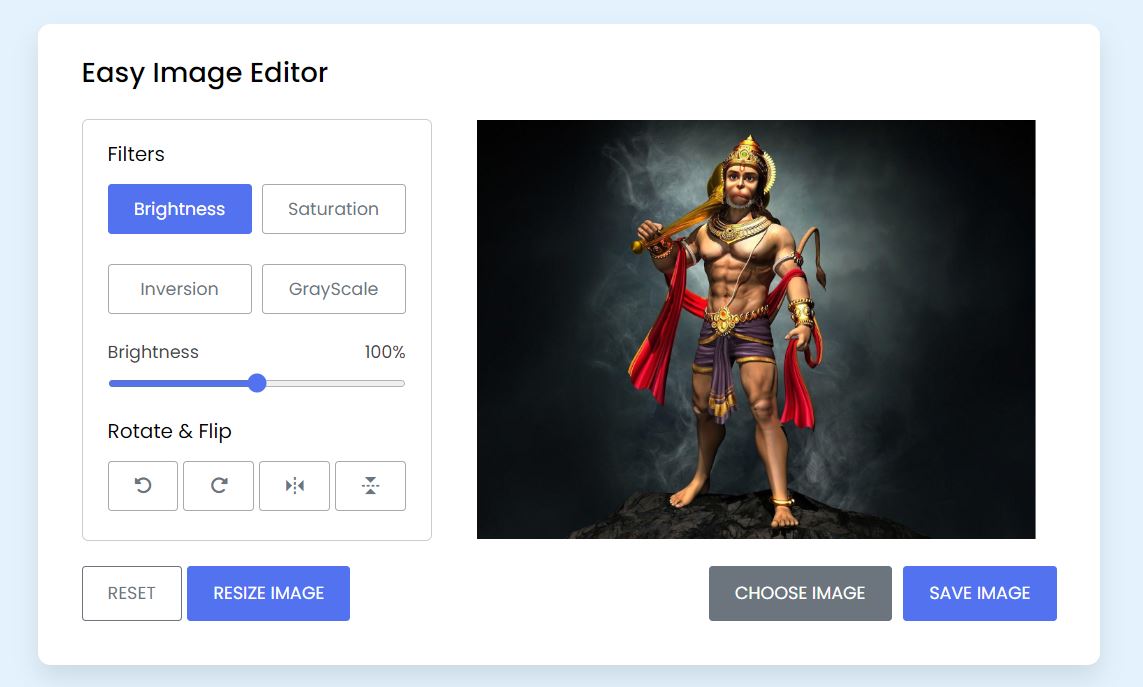 Easy Image Editor
Filters
Brightness
Saturation
Inversion
GrayScale
Brightness 100%
Rotate & Flip
RESET
RESIZE IMAGE
CHOOSE IMAGE
SAVE IMAGE